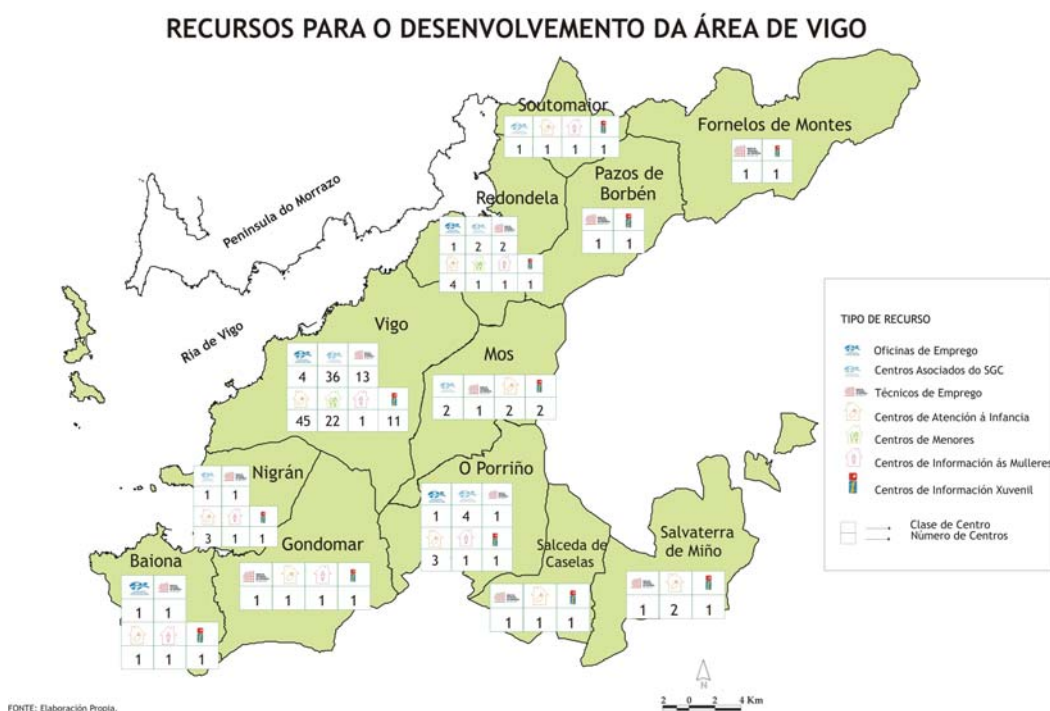 RECURSOS PARA O DESENVOLVEMENTO DA ÁREA DE VIGO
Soutomaior
1 1 1 1
Fornelos de Montes
1 1
Pazos de
Borbén
1 1
Redondela
1 2 2
4 1 1 1
Península do Morrazo
Ría de Vigo
Vigo
4 36 13
45 22 1 11
Mos
2 1 2 2
Nigrán
1 1
3 1 1
O Porriño
1 4 1
3 1 1
Gondomar
1 1 1 1
Baiona
1 1
1 1 1
Salceda de
Caselas
1 1 1
Salvaterra
de Miño
1 2 1
TIPO DE RECURSO
Oficinas de Emprego
Centros Asociados do SGC
Técnicos de Emprego
Centros de Atención á Infancia
Centros de Menores
Centros de Información ás Mulleres
Centros de Información Xuvenil
Clase de Centro
Número de Centros
N
2 0 2 4 Km
FONTE: Elaboración Propia.